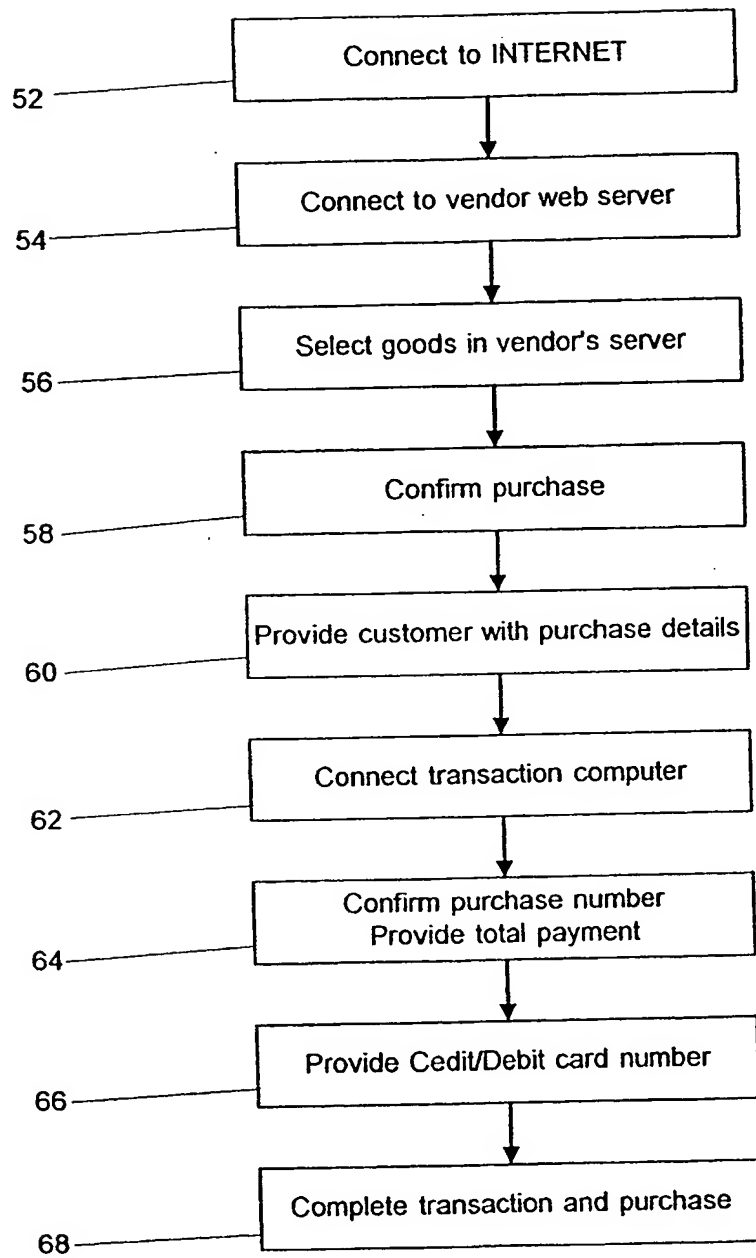 Connect to INTERNET
52
Connect to vendor web server
54
Select goods in vendor's server
56
Confirm purchase
58
Provide customer with purchase details
60
Connect transaction computer
62
Confirm purchase number
Provide total payment
64
Provide Cedit/Debit card number
66
Complete transaction and purchase
68